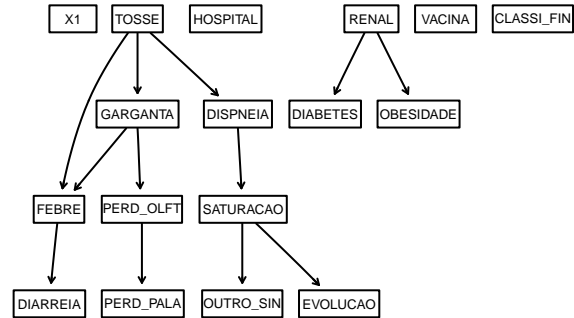 X1 TOSSE HOSPITAL RENAL VACINA CLASSI_FIN
GARGANTA DISPNEIA DIABETES OBESIDADE
FEBRE PERD_OLFT SATURACAO
DIARREIA PERD_PALA OUTRO_SIN EVOLUCAO